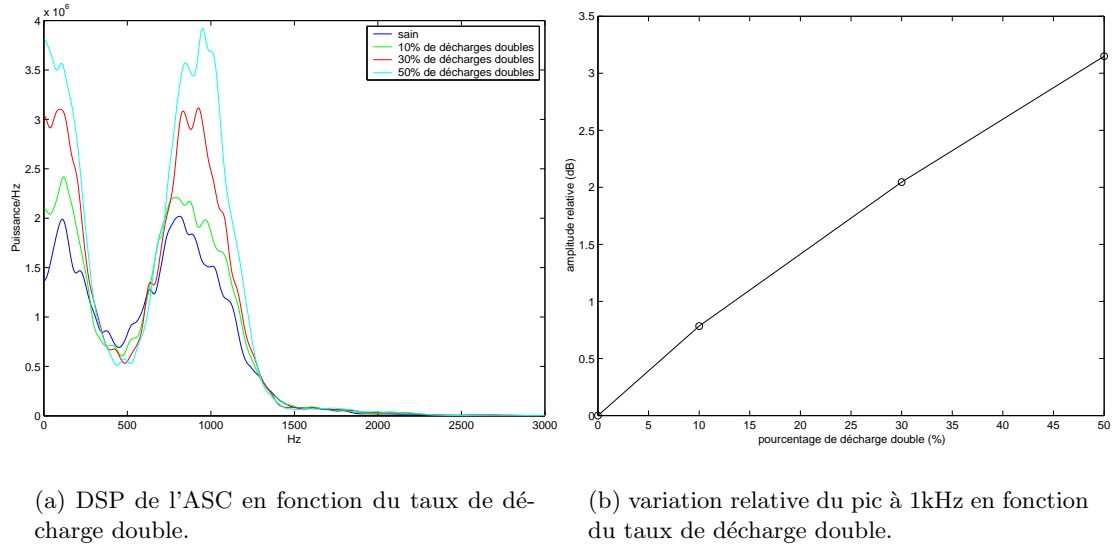 x 10⁶
4
3.5
3
2.5
2
1.5
1
0.5
0
Puissance/Hz
sain
10% de décharges doubles
30% de décharges doubles
50% de décharges doubles
0 500 1000 1500 2000 2500 3000
Hz
3.5
3
2.5
2
1.5
1
0.5
0
amplitude relative (dB)
0 5 10 15 20 25 30 35 40 45 50
pourcentage de décharge double (%)
(a) DSP de l'ASC en fonction du taux de dé-
charge double.
(b) variation relative du pic à 1kHz en fonction
du taux de décharge double.